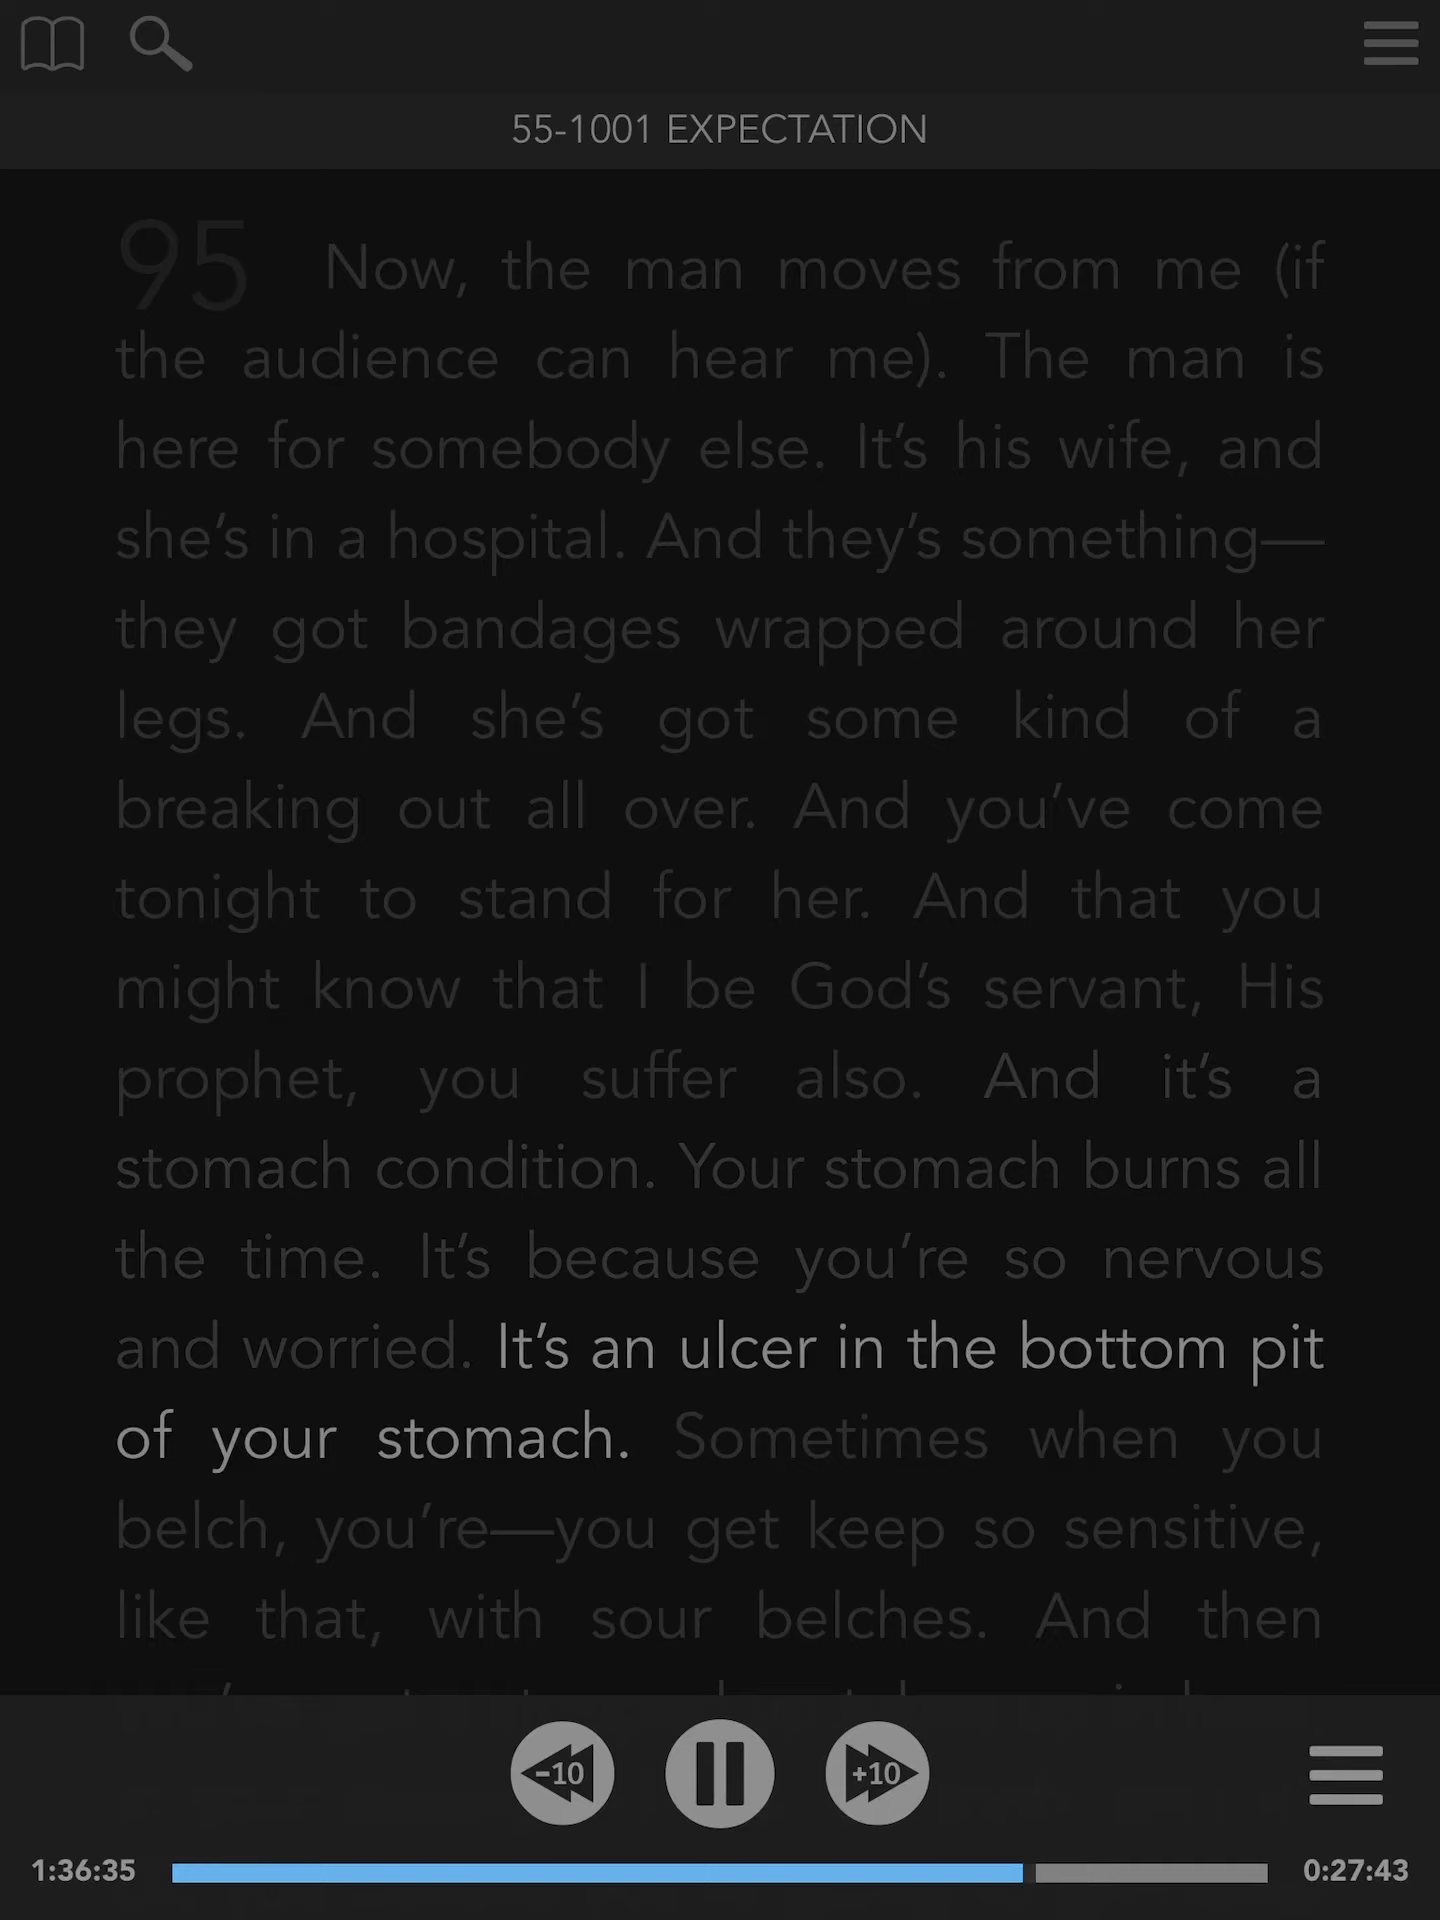 55-1001 EXPECTATION
95 Now, the man moves from me (if
the audience can hear me). The man is
here for somebody else. It’s his wife, and
she’s in a hospital. And they’s something—
they got bandages wrapped around her
legs. And she’s got some kind of a
breaking out all over. And you’ve come
tonight to stand for her. And that you
might know that I be God’s servant, His
prophet, you suffer also. And it’s a
stomach condition. Your stomach burns all
the time. It’s because you’re so nervous
and worried. It’s an ulcer in the bottom pit
of your stomach. Sometimes when you
belch, you’re—you get keep so sensitive,
like that, with sour belches. And then
-10 +10
1:36:35 0:27:43